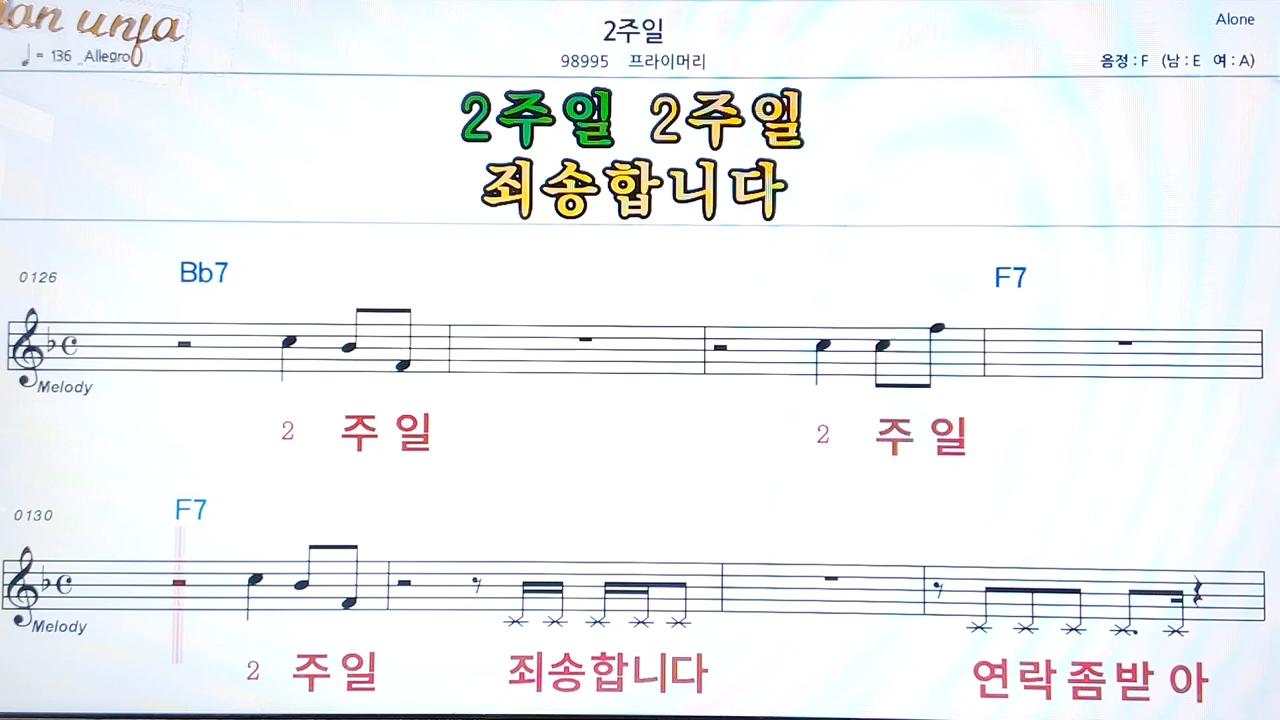 2주일
Alone
♩ = 136 Allegro
98995 프라이머리
음정 : F (남 : E 여 : A)
2주일 2주일
죄송합니다
0126
Bb7
F7
Melody
2 주 일 2 주 일
0130
F7
Melody
2 주 일 죄송합니다 연락 좀받 아